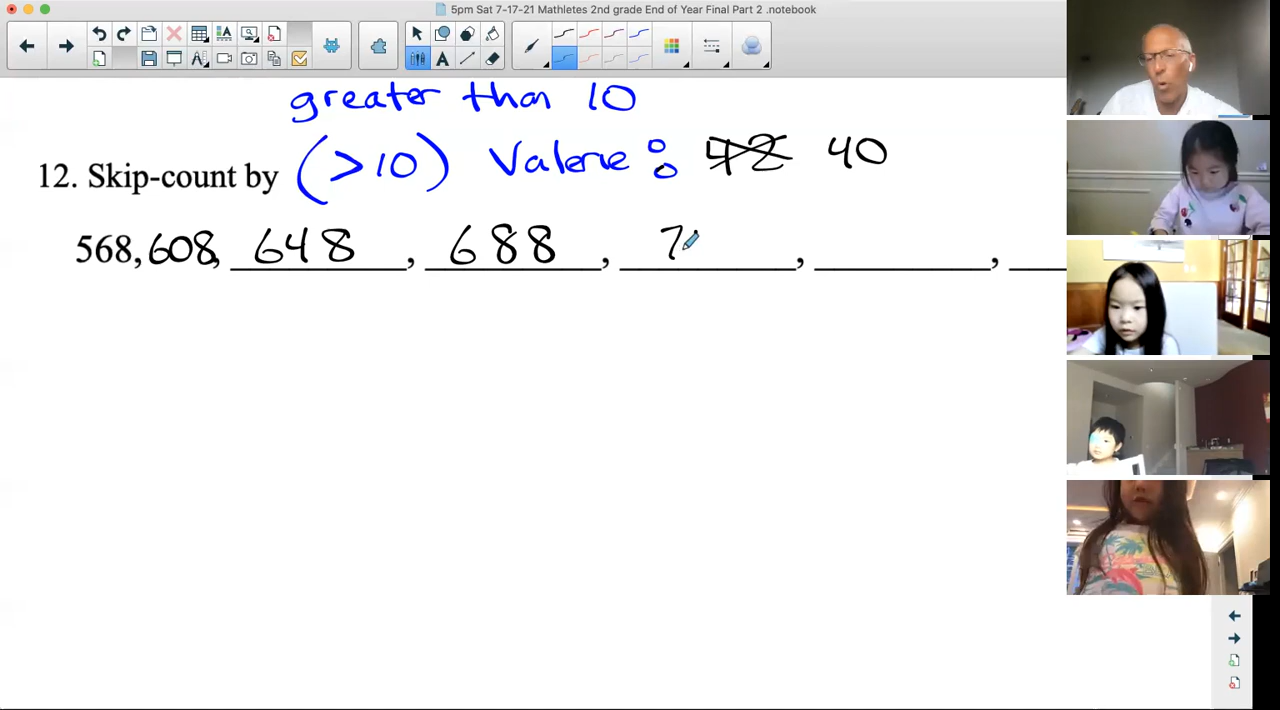 5pm Sat 7-17-21 Mathletes 2nd grade End of Year Final Part 2 .notebook
greater than 10
12. Skip-count by (>10) Valerie: 42 40
568, 608, 648, 688, 7